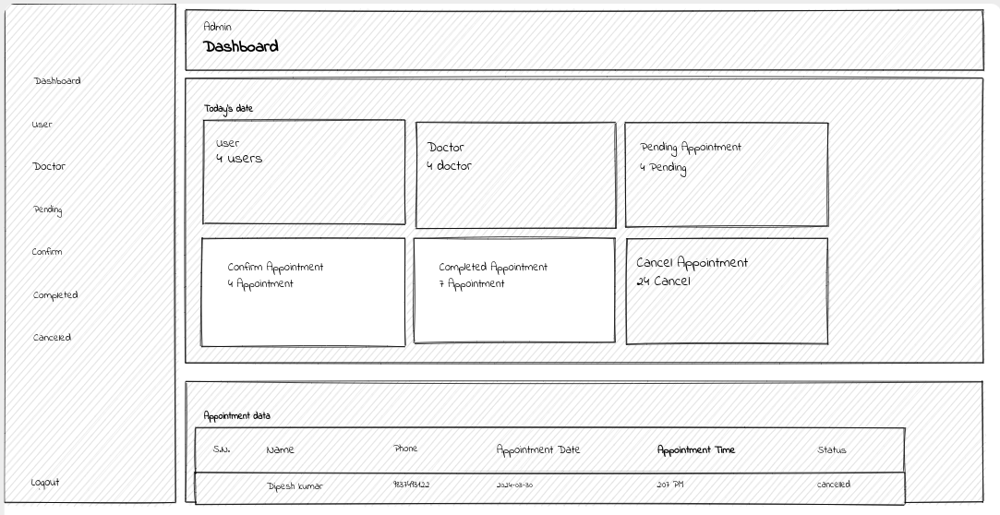 Dashboard
User
Doctor
Pending
Confirm
Completed
Canceled
Logout
Admin
Dashboard
Today's date
User
4 users
Doctor
4 doctor
Pending Appointment
4 Pending
Confirm Appointment
4 Appointment
Completed Appointment
7 Appointment
Cancel Appointment
24 Cancel
Appointment data
S.N. Name Phone Appointment Date Appointment Time Status
Dipesh kumar 2024-03-30 2:07 PM cancelled